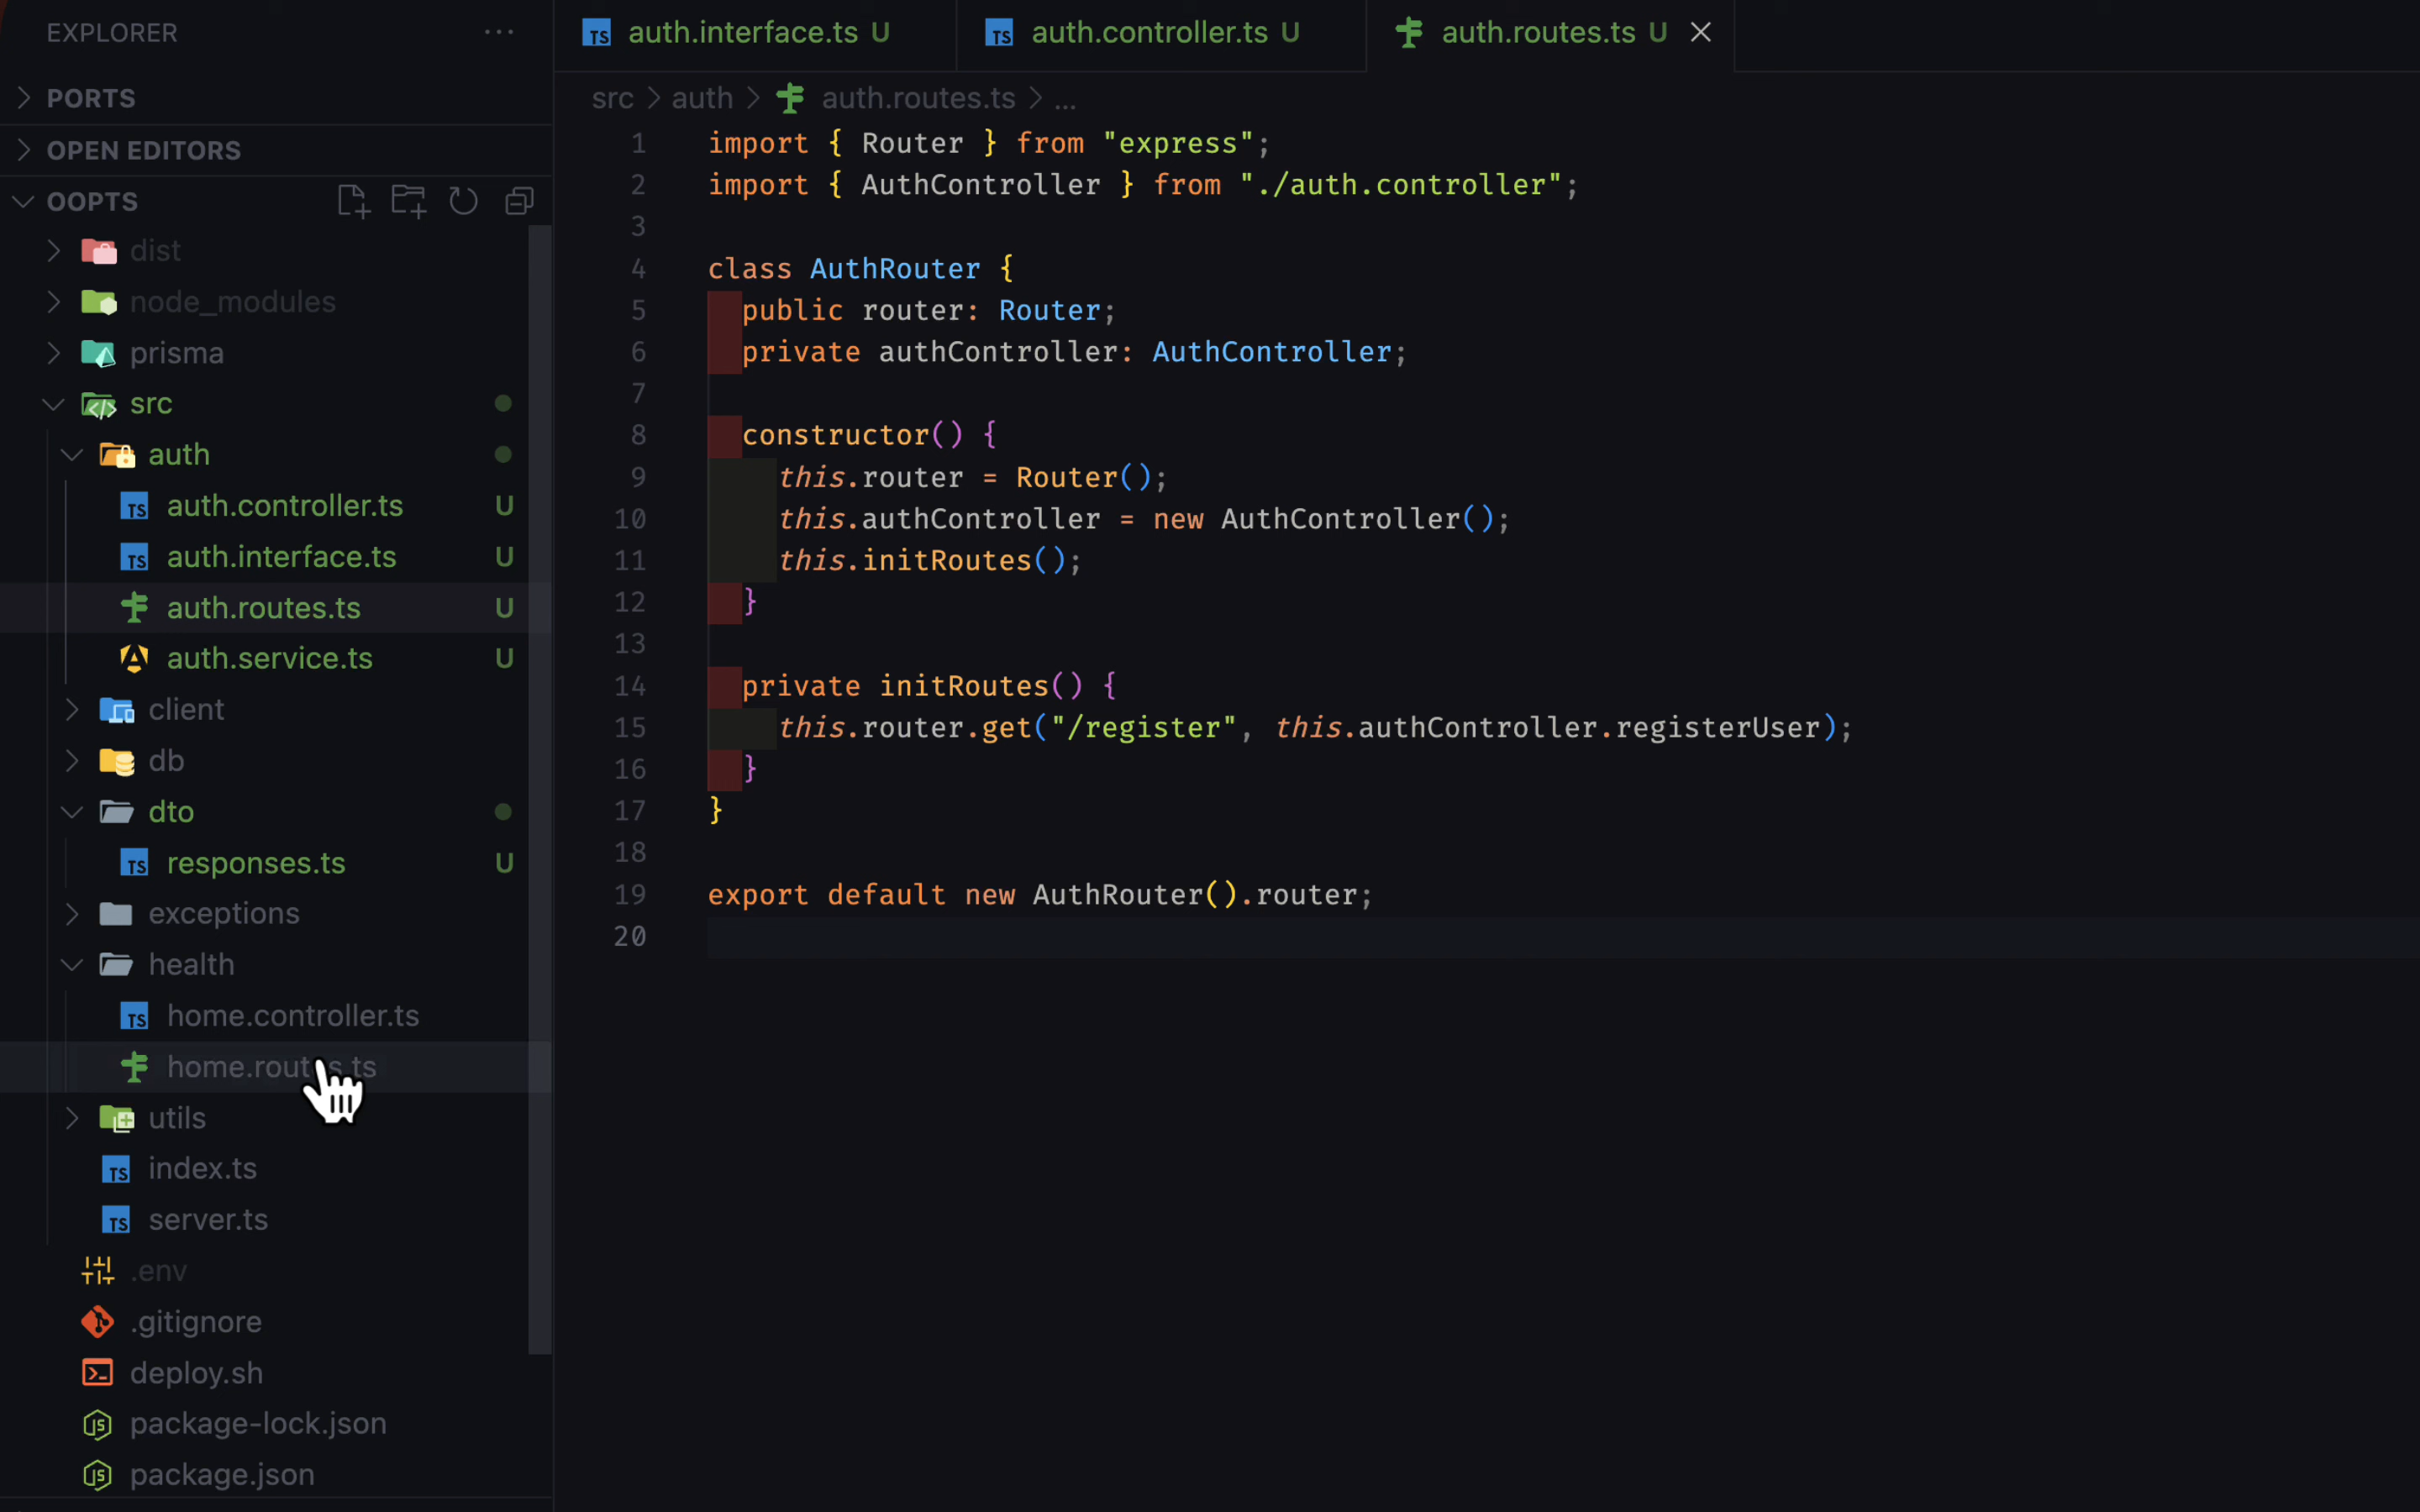 EXPLORER
PORTS
OPEN EDITORS
OOPTS
dist
node_modules
prisma
src
auth
auth.controller.ts U
auth.interface.ts U
auth.routes.ts U
auth.service.ts U
client
db
dto
responses.ts U
exceptions
health
home.controller.ts
home.routes.ts
utils
index.ts
server.ts
.env
.gitignore
deploy.sh
package-lock.json
package.json
auth.interface.ts U
auth.controller.ts U
auth.routes.ts U
src > auth > auth.routes.ts > ...
1 import { Router } from "express";
2 import { AuthController } from "./auth.controller";
3
4 class AuthRouter {
5 public router: Router;
6 private authController: AuthController;
7
8 constructor() {
9 this.router = Router();
10 this.authController = new AuthController();
11 this.initRoutes();
12 }
13
14 private initRoutes() {
15 this.router.get("/register", this.authController.registerUser);
16 }
17 }
18
19 export default new AuthRouter().router;
20